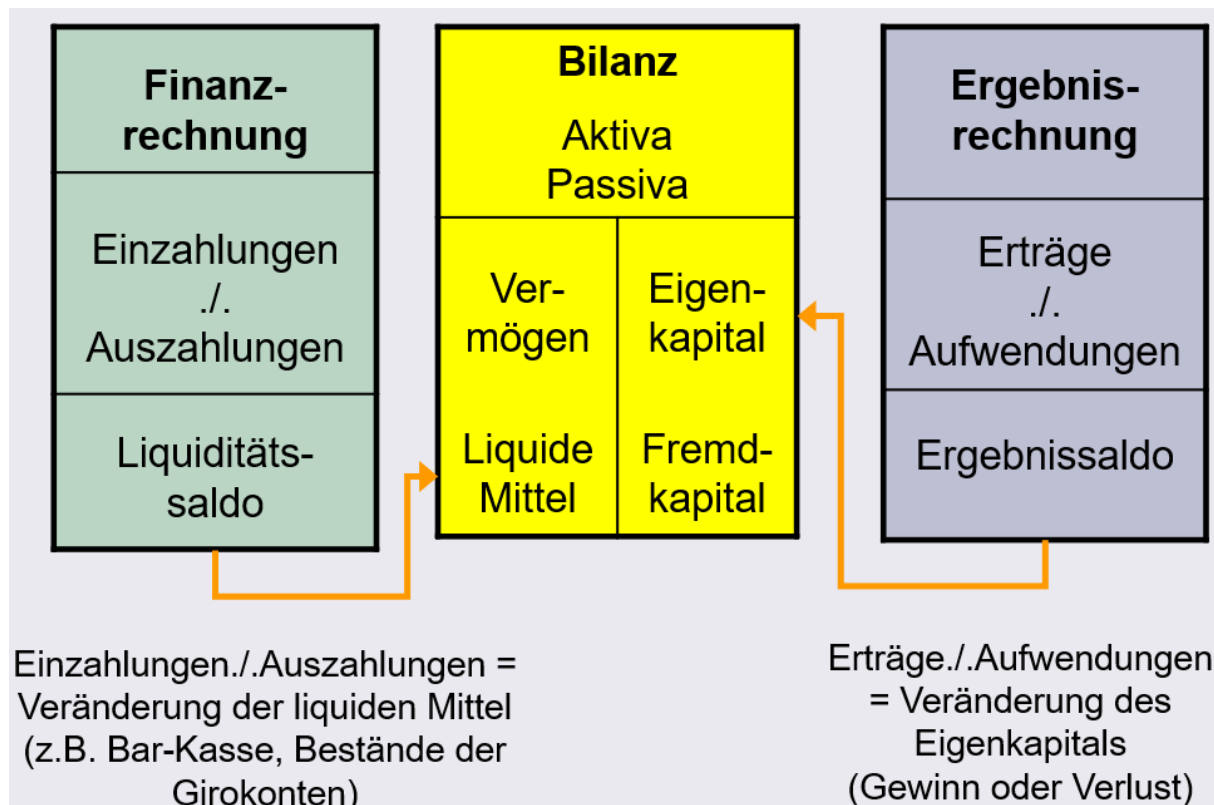 Finanz-
rechnung
Einzahlungen
./.
Auszahlungen
Liquiditäts-
saldo
Bilanz
Aktiva
Passiva
Ver-
mögen
Liquide
Mittel
Eigen-
kapital
Fremd-
kapital
Ergebnis-
rechnung
Erträge
./.
Aufwendungen
Ergebnissaldo
Einzahlungen./.Auszahlungen =
Veränderung der liquiden Mittel
(z.B. Bar-Kasse, Bestände der
Girokonten)
Erträge./.Aufwendungen
= Veränderung des
Eigenkapitals
(Gewinn oder Verlust)